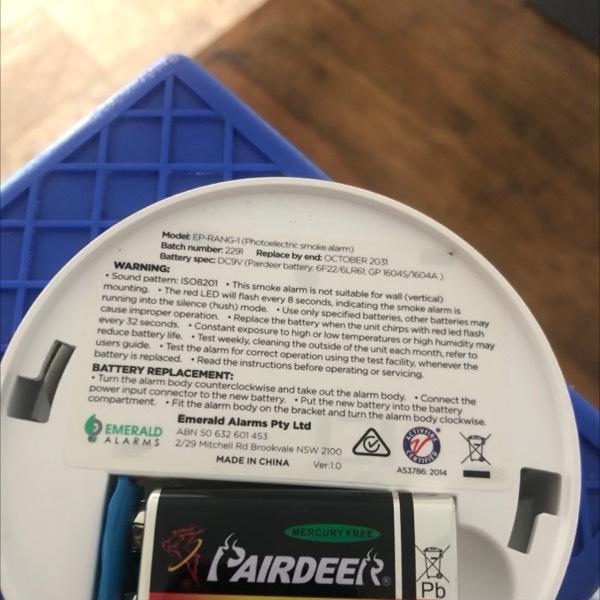 Model: EP-RANG-1 (Photoelectric smoke alarm)
Batch number: 2291 Replace by end: OCTOBER 2031
Battery spec: DC9V (Pairdeer battery: 6F22/6LR61, GP 1604S/1604A )
WARNING:
• Sound pattern: ISO8201 • This smoke alarm is not suitable for wall (vertical)
mounting. • The red LED will flash every 8 seconds, indicating the smoke alarm is
running into the silence (hush) mode. • Use only specified batteries, other batteries may
cause improper operation. • Replace the battery when the unit chirps with red led flash
every 32 seconds. • Constant exposure to high or low temperatures or high humidity may
reduce battery life. • Test weekly, cleaning the outside of the unit each month, refer to
users guide. • Test the alarm for correct operation using the test facility, whenever the
battery is replaced. • Read the instructions before operating or servicing.
BATTERY REPLACEMENT:
• Turn the alarm body counterclockwise and take out the alarm body. • Connect the
power input connector to the new battery. • Put the new battery into the battery
compartment. • Fit the alarm body on the bracket and turn the alarm body clockwise.
EMERALD
ALARMS
Emerald Alarms Pty Ltd
ABN 50 632 601 453
2/29 Mitchell Rd Brookvale NSW 2100
MADE IN CHINA Ver:1.0
ACTIVFIRE
CERTIFIED
AS3786: 2014
MERCURY FREE
PAIRDEER®
Pb